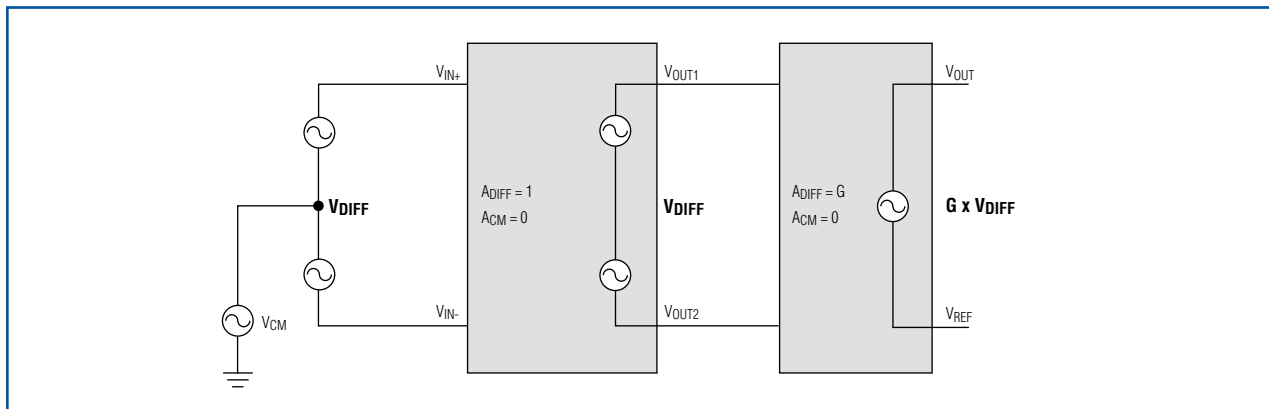 VIN+
VOUT1
VOUT
ADIFF = 1
ACM = 0
VDIFF
VDIFF
ADIFF = G
ACM = 0
G x VDIFF
VIN-
VCM
VOUT2
VREF